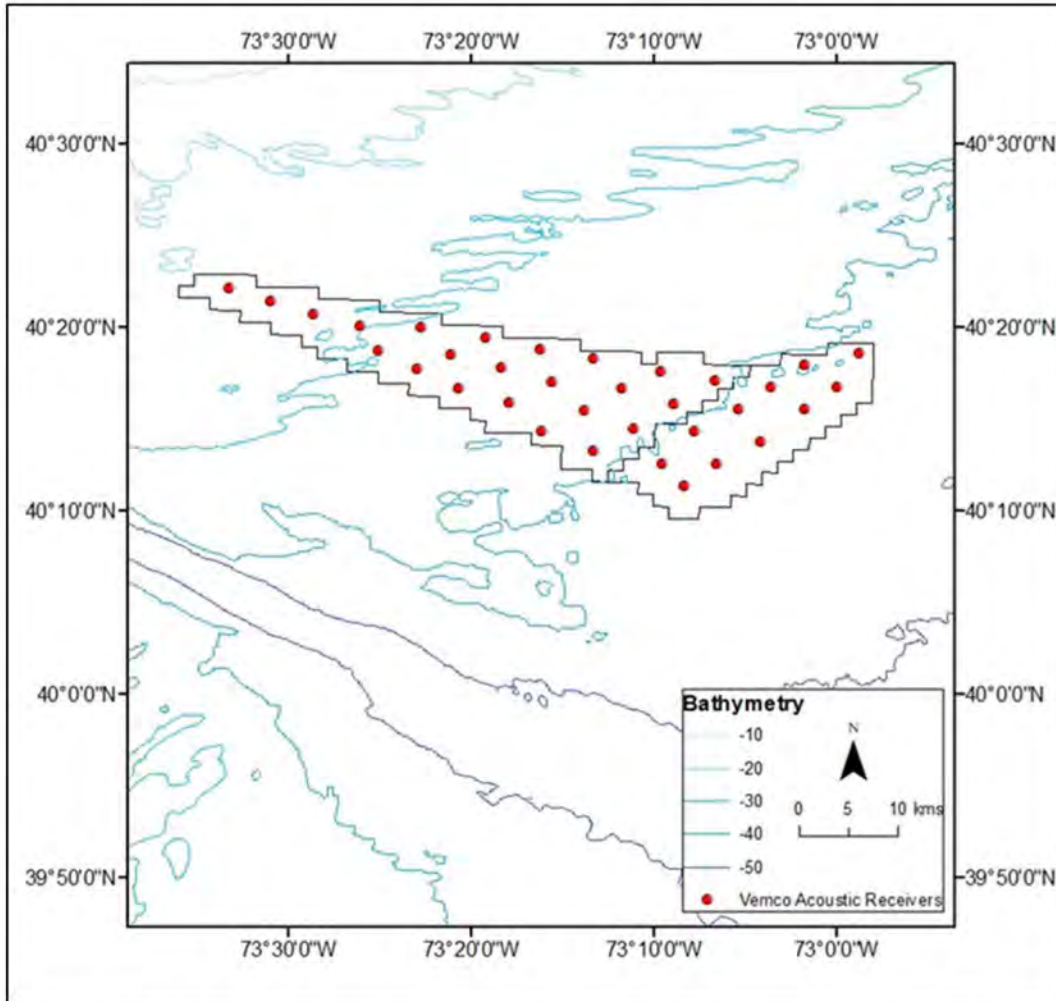 73°30'0"W 73°20'0"W 73°10'0"W 73°0'0"W
40°30'0"N 40°30'0"N
40°20'0"N 40°20'0"N
40°10'0"N 40°10'0"N
40°0'0"N 40°0'0"N
39°50'0"N 39°50'0"N
Bathymetry
-10
-20
-30
-40
-50
N
0 5 10 kms
Vemco Acoustic Receivers
73°30'0"W 73°20'0"W 73°10'0"W 73°0'0"W